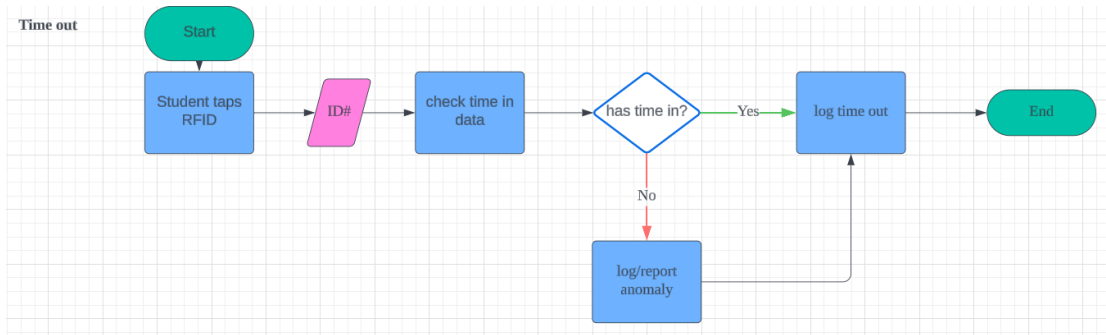 Time out
Start
Student taps
RFID
ID#
check time in
data
has time in?
Yes
log time out
End
No
log/report
anomaly